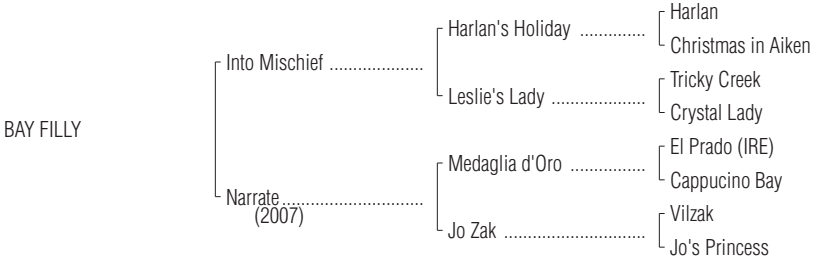 Harlan
Harlan's Holiday ..............
Christmas in Aiken
Into Mischief ....................
Tricky Creek
Leslie's Lady ....................
Crystal Lady
BAY FILLY
El Prado (IRE)
Medaglia d'Oro ................
Cappucino Bay
Narrate..............................
(2007)
Vilzak
Jo Zak ..............................
Jo's Princess